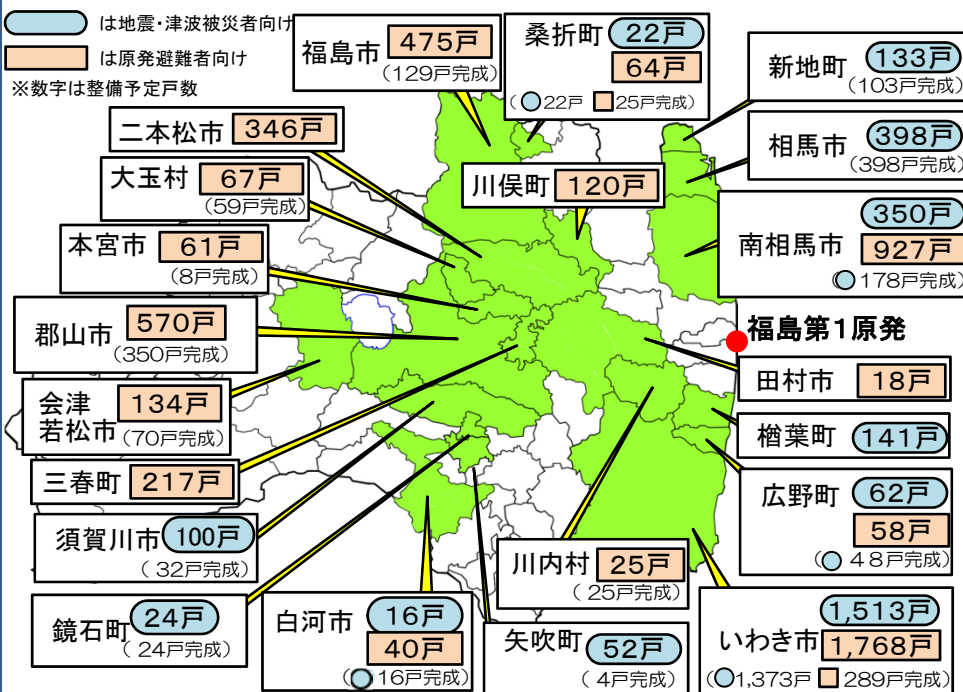 は地震・津波被災者向け
は原発避難者向け
※数字は整備予定戸数
福島市 475戸
(129戸完成)
桑折町 22戸
64戸
(22戸 25戸完成)
新地町 133戸
(103戸完成)
二本松市 346戸
相馬市 398戸
(398戸完成)
大玉村 67戸
(59戸完成)
川俣町 120戸
本宮市 61戸
(8戸完成)
350戸
南相馬市 927戸
(178戸完成)
郡山市 570戸
(350戸完成)
福島第1原発
田村市 18戸
会津
若松市 134戸
(70戸完成)
楢葉町 141戸
三春町 217戸
広野町 62戸
58戸
(48戸完成)
須賀川市 100戸
(32戸完成)
川内村 25戸
(25戸完成)
鏡石町 24戸
(24戸完成)
白河市 16戸
40戸
(16戸完成)
矢吹町 52戸
(4戸完成)
1,513戸
いわき市 1,768戸
(1,373戸 289戸完成)